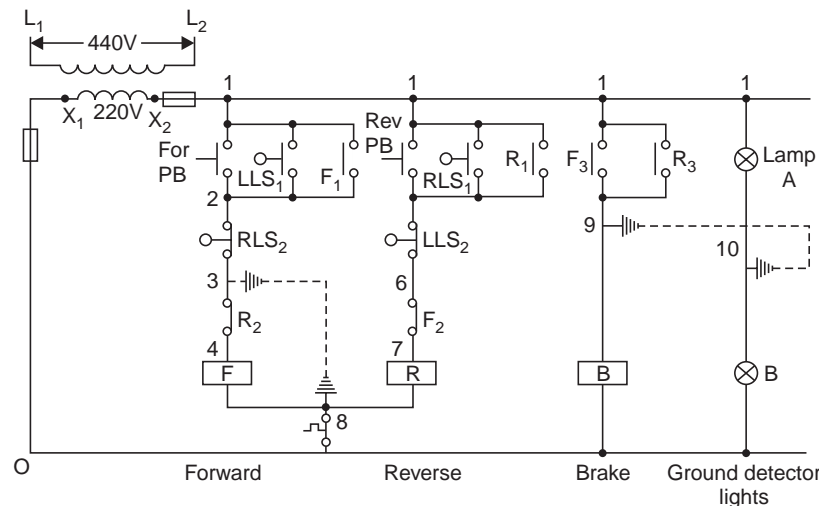 L1 L2
440V
1 1 1 1
X1 220V X2
For PB LLS1 F1
Rev PB RLS1 R1
F3 R3
Lamp A
2
RLS2 LLS2
9
10
3 6
R2 F2
4 7
F R B B
8
O
Forward Reverse Brake Ground detector
lights